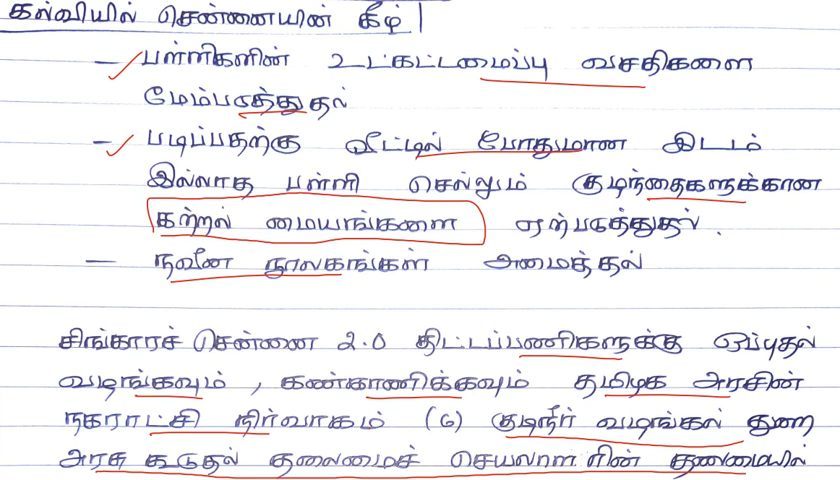 கல்வியில் சென்னையின் கீழ்
- பள்ளிகளின் உட்கட்டமைப்பு வசதிகளை
மேம்படுத்துதல்
- படிப்பதற்கு வீட்டில் போதுமான இடம்
இல்லாத பள்ளி செல்லும் குழந்தைகளுக்கான
கற்றல் மையங்களை ஏற்படுத்துதல்.
- நவீன நூலகங்கள் அமைத்தல்
சிங்காரச் சென்னை 2.0 திட்டப்பணிகளுக்கு ஒப்புதல்
வழங்கவும், கண்காணிக்கவும் தமிழக அரசின்
நகராட்சி நிர்வாகம் (ம) குடிநீர் வழங்கல் துறை
அரசு கூடுதல் தலைமைச் செயலாளரின் தலைமையில்